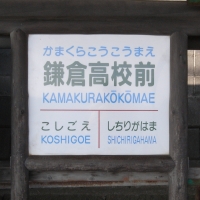 かまくらこうこうまえ
鎌倉高校前
KAMAKURAKŌKŌMAE
こしごえ しちりがはま
KOSHIGOE SHICHIRIGAHAMA